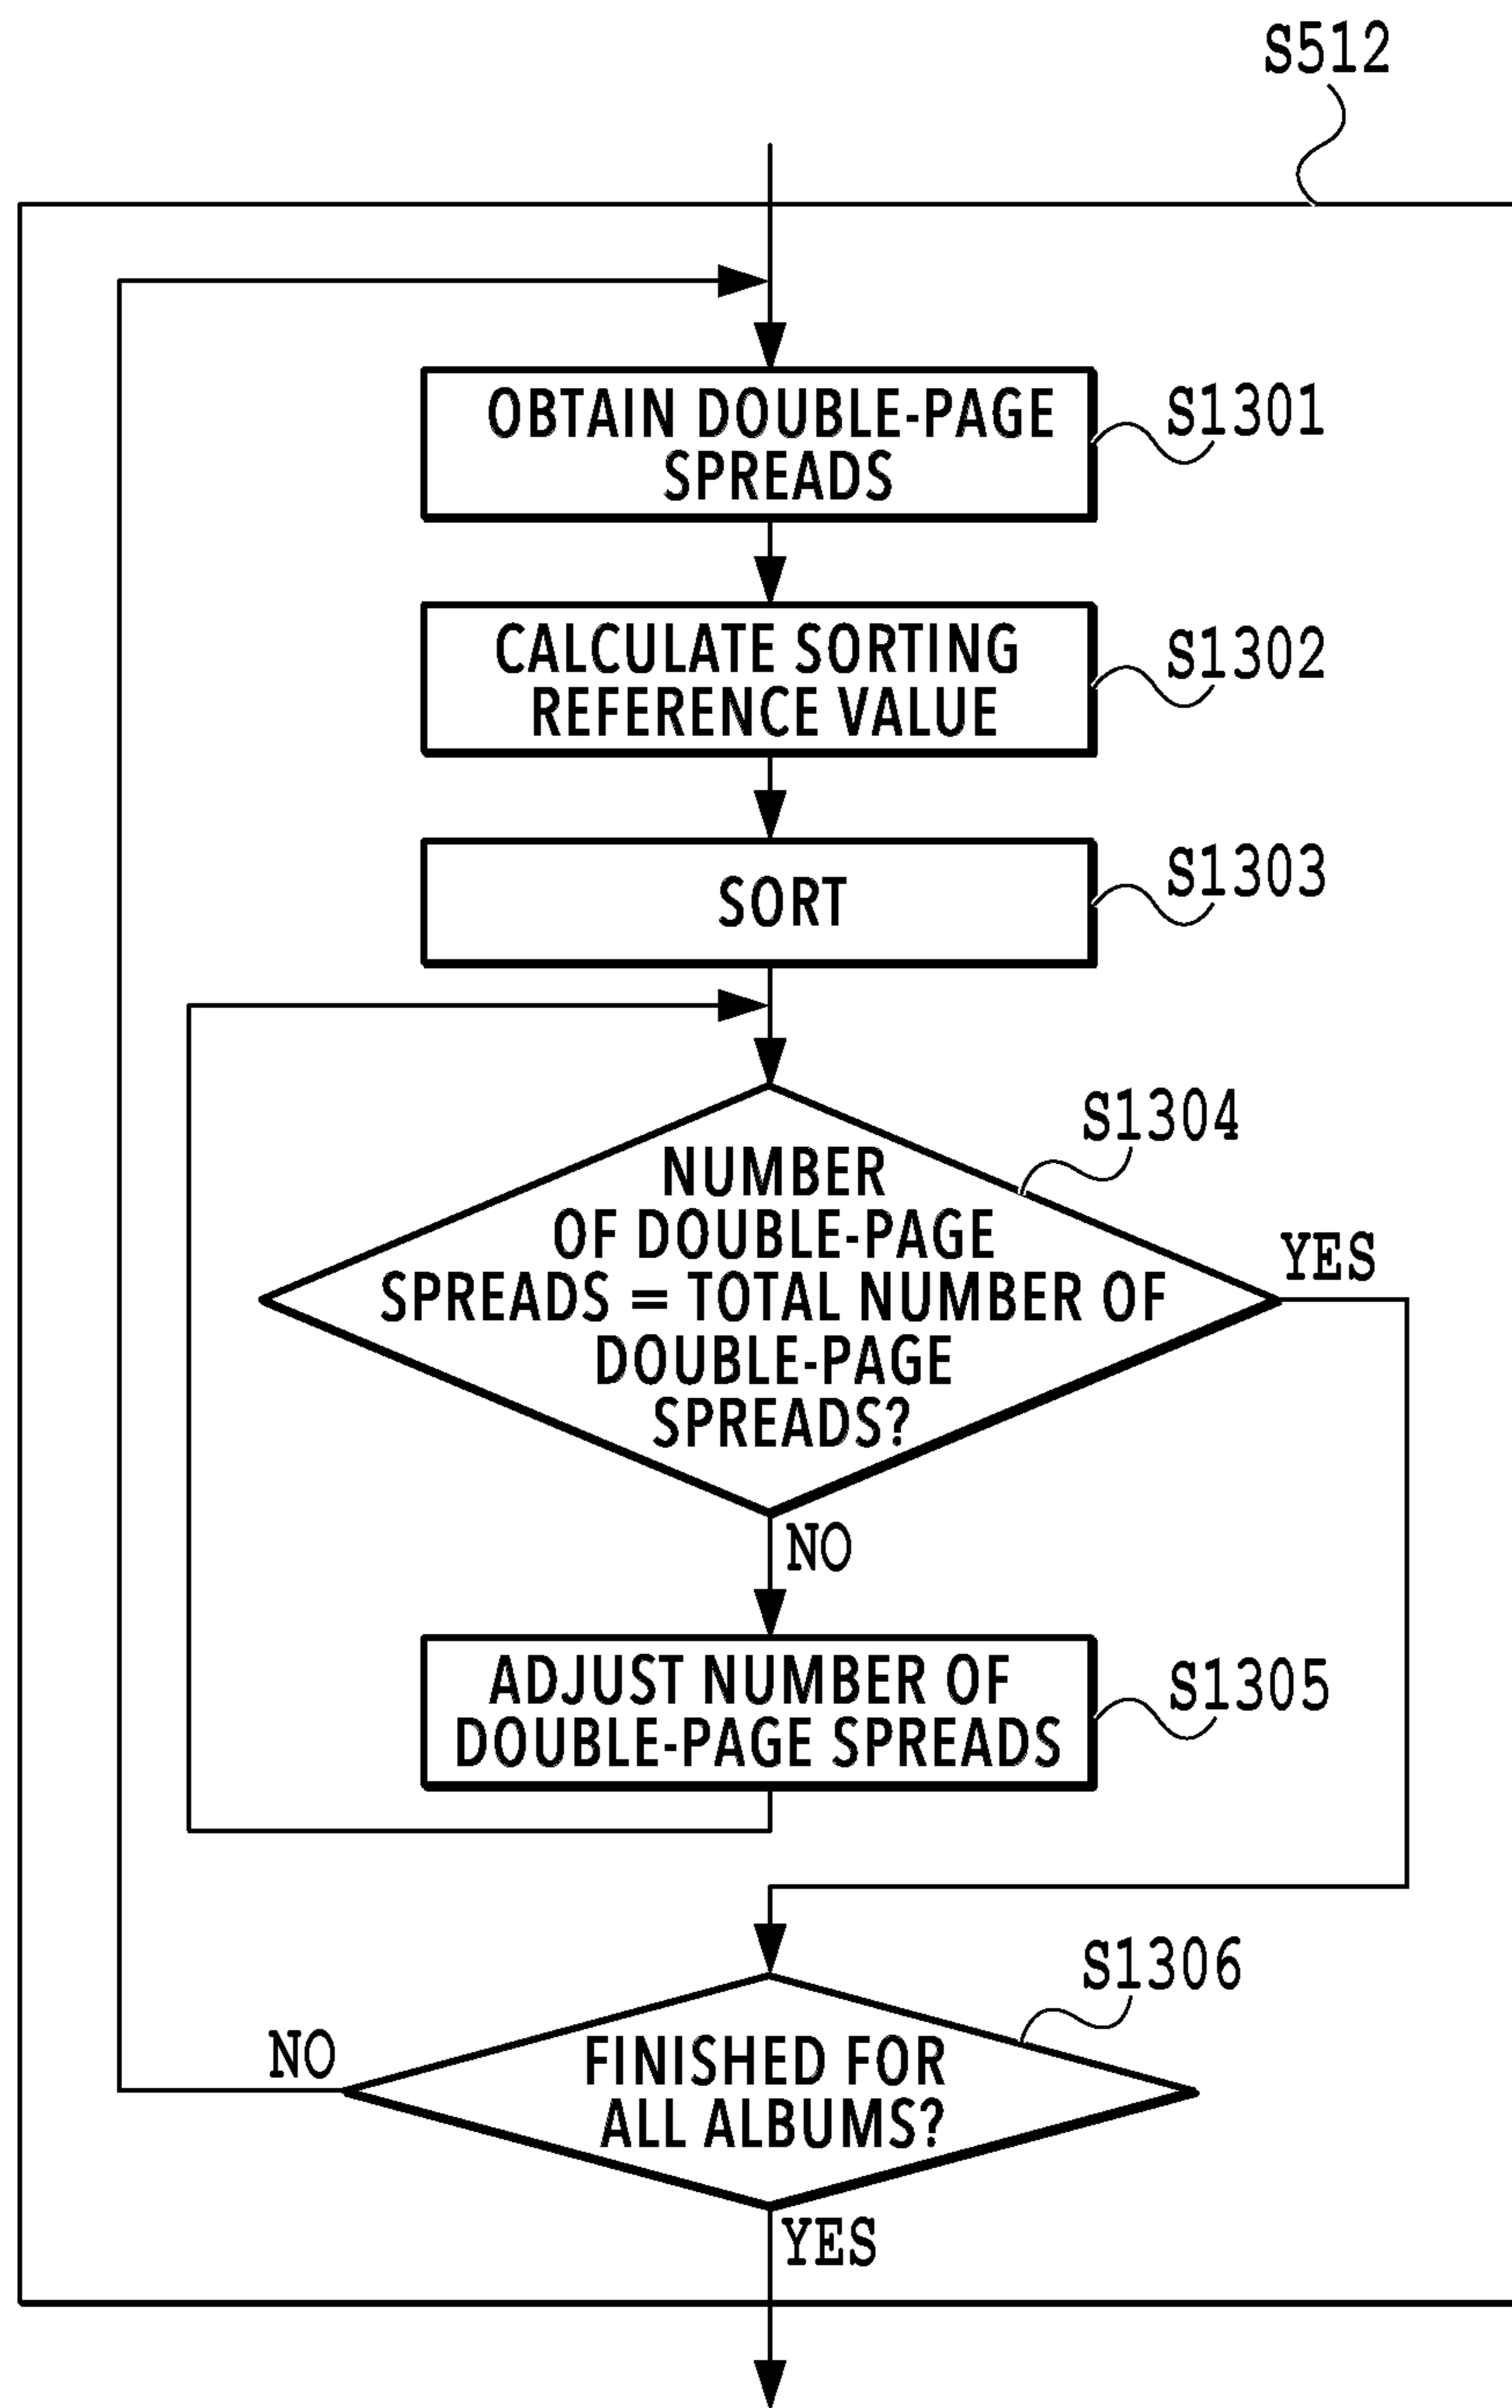 S512
OBTAIN DOUBLE-PAGE
SPREADS
S1301
CALCULATE SORTING
REFERENCE VALUE
S1302
SORT
S1303
S1304
NUMBER
OF DOUBLE-PAGE
SPREADS = TOTAL NUMBER OF
DOUBLE-PAGE
SPREADS?
YES
NO
ADJUST NUMBER OF
DOUBLE-PAGE SPREADS
S1305
S1306
NO
FINISHED FOR
ALL ALBUMS?
YES